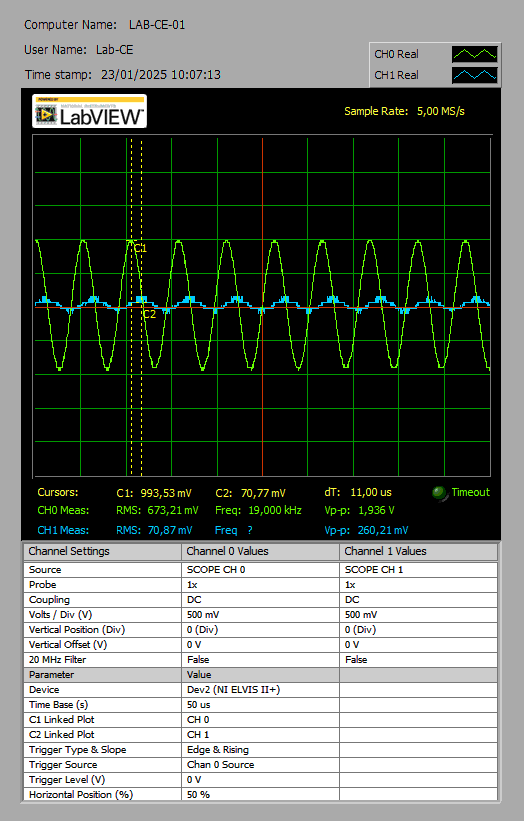 Computer Name: LAB-CE-01
User Name: Lab-CE
Time stamp: 23/01/2025 10:07:13
CH0 Real
CH1 Real
POWERED BY
NATIONAL INSTRUMENTS
LabVIEW™
Sample Rate: 5,00 MS/s
C1
C2
Cursors: C1: 993,53 mV C2: 70,77 mV dT: 11,00 us Timeout
CH0 Meas: RMS: 673,21 mV Freq: 19,000 kHz Vp-p: 1,936 V
CH1 Meas: RMS: 70,87 mV Freq ? Vp-p: 260,21 mV
Channel Settings Channel 0 Values Channel 1 Values
Source SCOPE CH 0 SCOPE CH 1
Probe 1x 1x
Coupling DC DC
Volts / Div (V) 500 mV 500 mV
Vertical Position (Div) 0 (Div) 0 (Div)
Vertical Offset (V) 0 V 0 V
20 MHz Filter False False
Parameter Value
Device Dev2 (NI ELVIS II+)
Time Base (s) 50 us
C1 Linked Plot CH 0
C2 Linked Plot CH 1
Trigger Type & Slope Edge & Rising
Trigger Source Chan 0 Source
Trigger Level (V) 0 V
Horizontal Position (%) 50 %